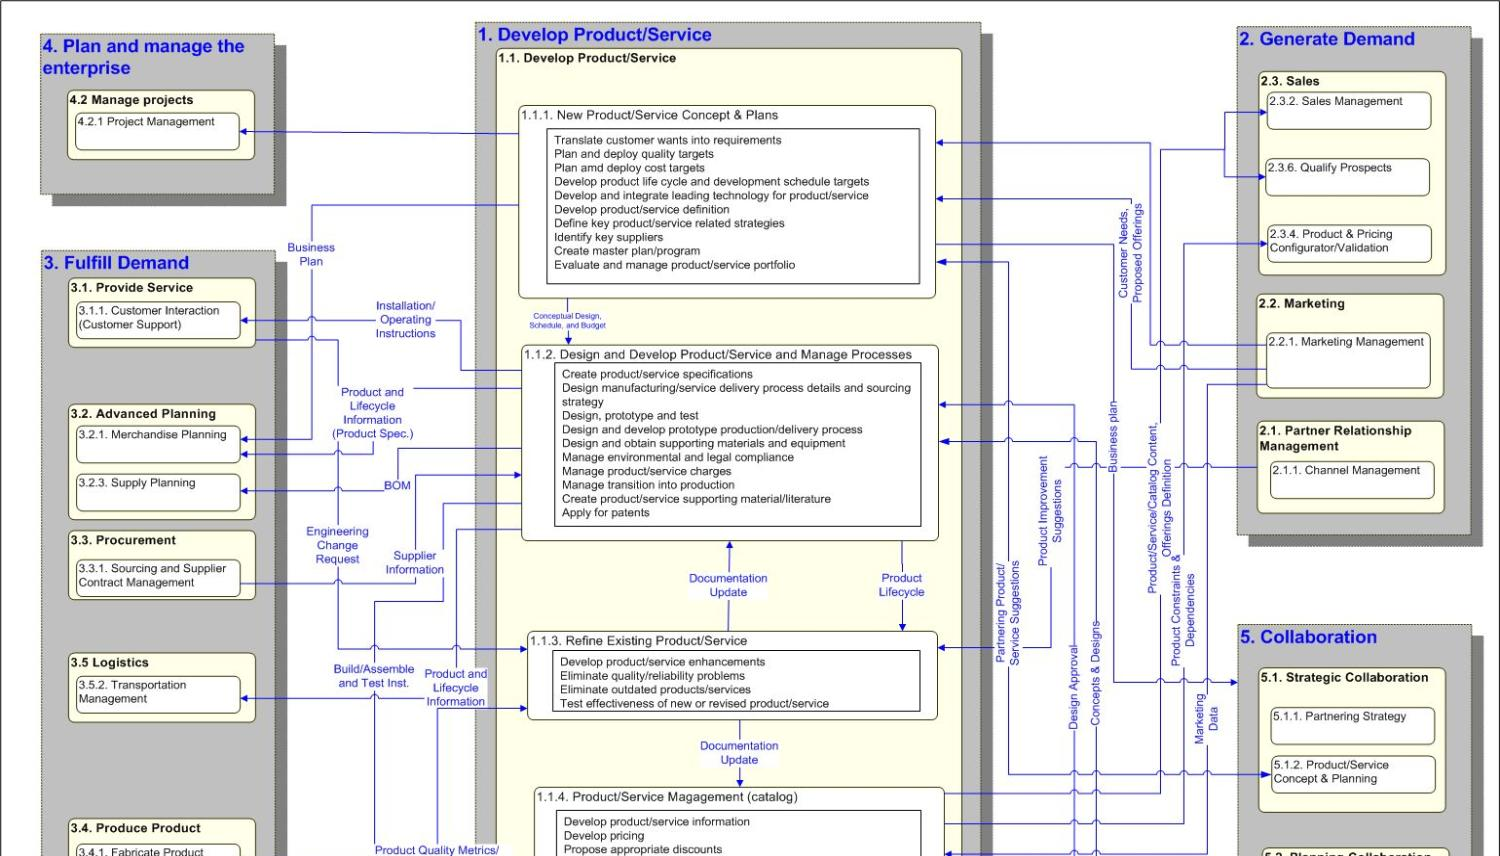 4. Plan and manage the
enterprise
4.2 Manage projects
4.2.1 Project Management
3. Fulfill Demand
3.1. Provide Service
3.1.1. Customer Interaction
(Customer Support)
3.2. Advanced Planning
3.2.1. Merchandise Planning
3.2.3. Supply Planning
3.3. Procurement
3.3.1. Sourcing and Supplier
Contract Management
3.5 Logistics
3.5.2. Transportation
Management
3.4. Produce Product
3.4.1. Fabricate Product
Business
Plan
Installation/
Operating
Instructions
Product and
Lifecycle
Information
(Product Spec.)
BOM
Engineering
Change
Request
Supplier
Information
Build/Assemble
and Test Inst.
Product and
Lifecycle
Information
Product Quality Metrics/
1. Develop Product/Service
1.1. Develop Product/Service
1.1.1. New Product/Service Concept & Plans
Translate customer wants into requirements
Plan and deploy quality targets
Plan amd deploy cost targets
Develop product life cycle and development schedule targets
Develop and integrate leading technology for product/service
Develop product/service definition
Define key product/service related strategies
Identify key suppliers
Create master plan/program
Evaluate and manage product/service portfolio
Conceptual Design,
Schedule, and Budget
1.1.2. Design and Develop Product/Service and Manage Processes
Create product/service specifications
Design manufacturing/service delivery process details and sourcing
strategy
Design, prototype and test
Design and develop prototype production/delivery process
Design and obtain supporting materials and equipment
Manage environmental and legal compliance
Manage product/service charges
Manage transition into production
Create product/service supporting material/literature
Apply for patents
Documentation
Update
Product
Lifecycle
1.1.3. Refine Existing Product/Service
Develop product/service enhancements
Eliminate quality/reliability problems
Eliminate outdated products/services
Test effectiveness of new or revised product/service
Documentation
Update
1.1.4. Product/Service Magagement (catalog)
Develop product/service information
Develop pricing
Propose appropriate discounts
Partnering Product/
Service Suggestions
Product Improvement
Suggestions
Design Approval
Concepts & Designs
Business plan
Customer Needs,
Proposed Offerings
Product/Service/Catalog Content,
Offerings Definition
Product Constraints &
Dependencies
Marketing
Data
2. Generate Demand
2.3. Sales
2.3.2. Sales Management
2.3.6. Qualify Prospects
2.3.4. Product & Pricing
Configurator/Validation
2.2. Marketing
2.2.1. Marketing Management
2.1. Partner Relationship
Management
2.1.1. Channel Management
5. Collaboration
5.1. Strategic Collaboration
5.1.1. Partnering Strategy
5.1.2. Product/Service
Concept & Planning
5.2. Planning Collaboration